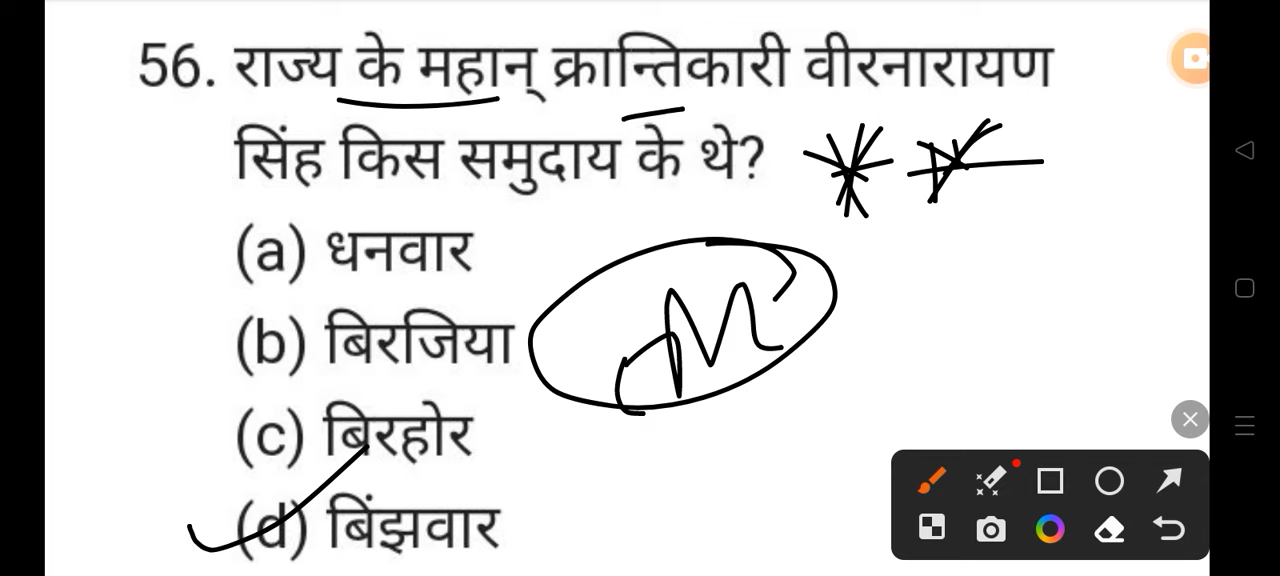 56. राज्य के महान् क्रान्तिकारी वीरनारायण
सिंह किस समुदाय के थे?
(a) धनवार
(b) बिरजिया
(c) बिरहोर
(d) बिंझवार